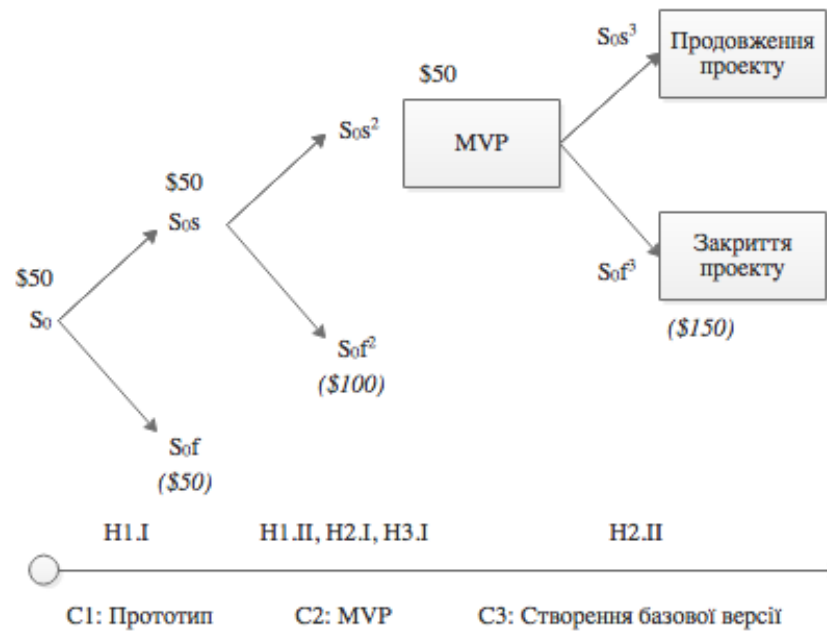 S₀s³
Продовження
проекту
$50
MVP
S₀s²
$50
S₀s
$50
S₀
S₀f³
Закриття
проекту
($150)
S₀f²
($100)
S₀f
($50)
H1.I
H1.II, H2.I, H3.I
H2.II
C1: Прототип
C2: MVP
C3: Створення базової версії